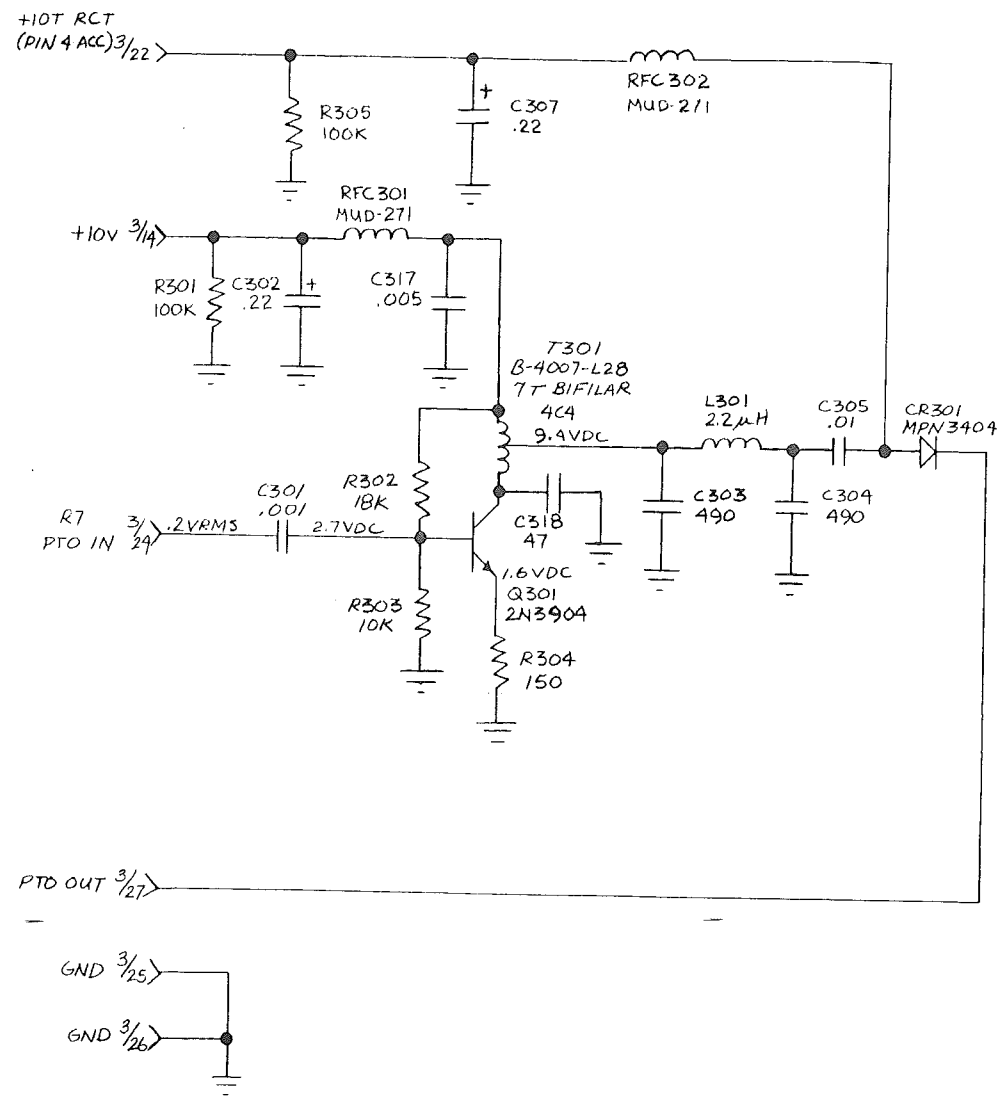 +10T RCT
(PIN 4 ACC) 3/22
R305
100K
+
C307
.22
RFC302
MUD-271
RFC301
MUD-271
+10V 3/14
R301
100K
C302
.22
+
C317
.005
T301
B-4007-L28
7T BIFILAR
4C4
9.4VDC
L301
2.2µH
C305
.01
CR301
MPN3404
R302
18K
C301
.001
R7
PTO IN 3/24
.2VRMS
2.7VDC
C318
47
C303
490
C304
490
1.6VDC
Q301
2N3904
R303
10K
R304
150
PTO OUT 3/27
GND 3/25
GND 3/26